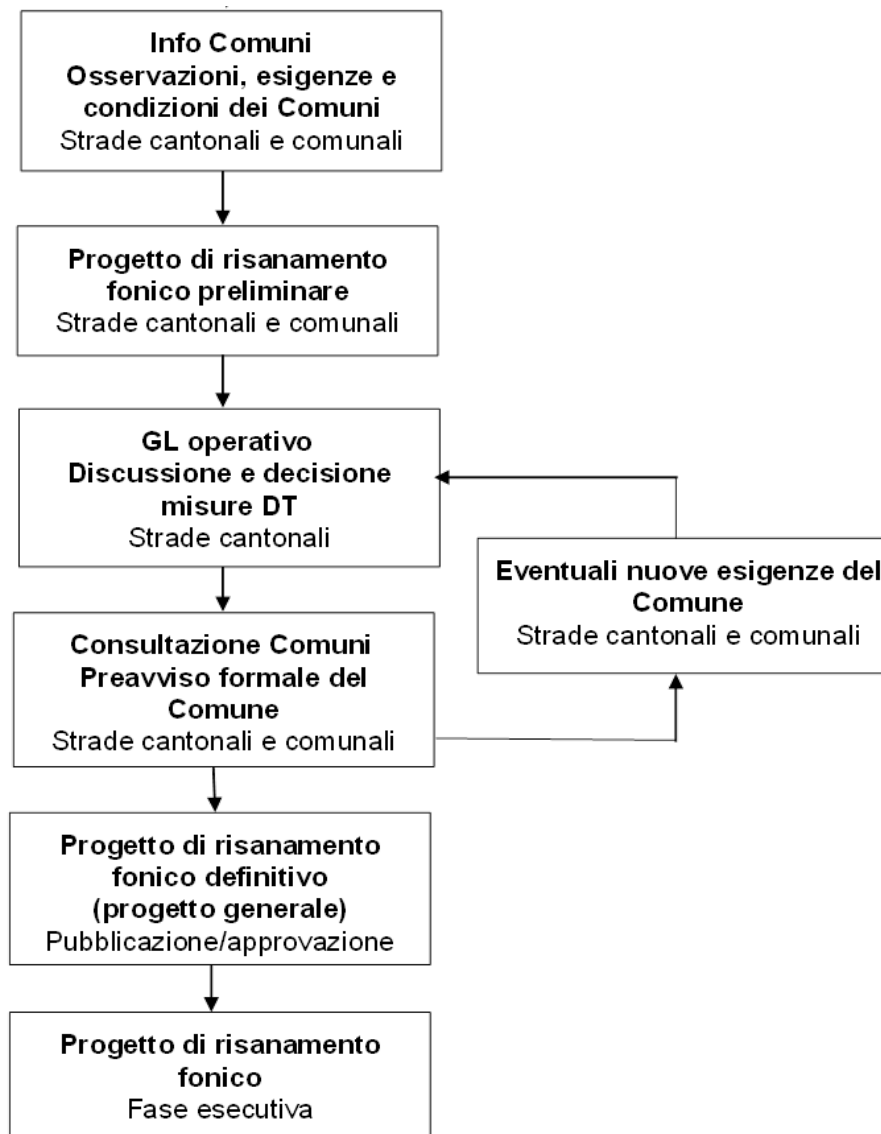 Info Comuni
Osservazioni, esigenze e
condizioni dei Comuni
Strade cantonali e comunali
Progetto di risanamento
fonico preliminare
Strade cantonali e comunali
GL operativo
Discussione e decisione
misure DT
Strade cantonali
Eventuali nuove esigenze del
Comune
Strade cantonali e comunali
Consultazione Comuni
Preavviso formale del
Comune
Strade cantonali e comunali
Progetto di risanamento
fonico definitivo
(progetto generale)
Pubblicazione/approvazione
Progetto di risanamento
fonico
Fase esecutiva